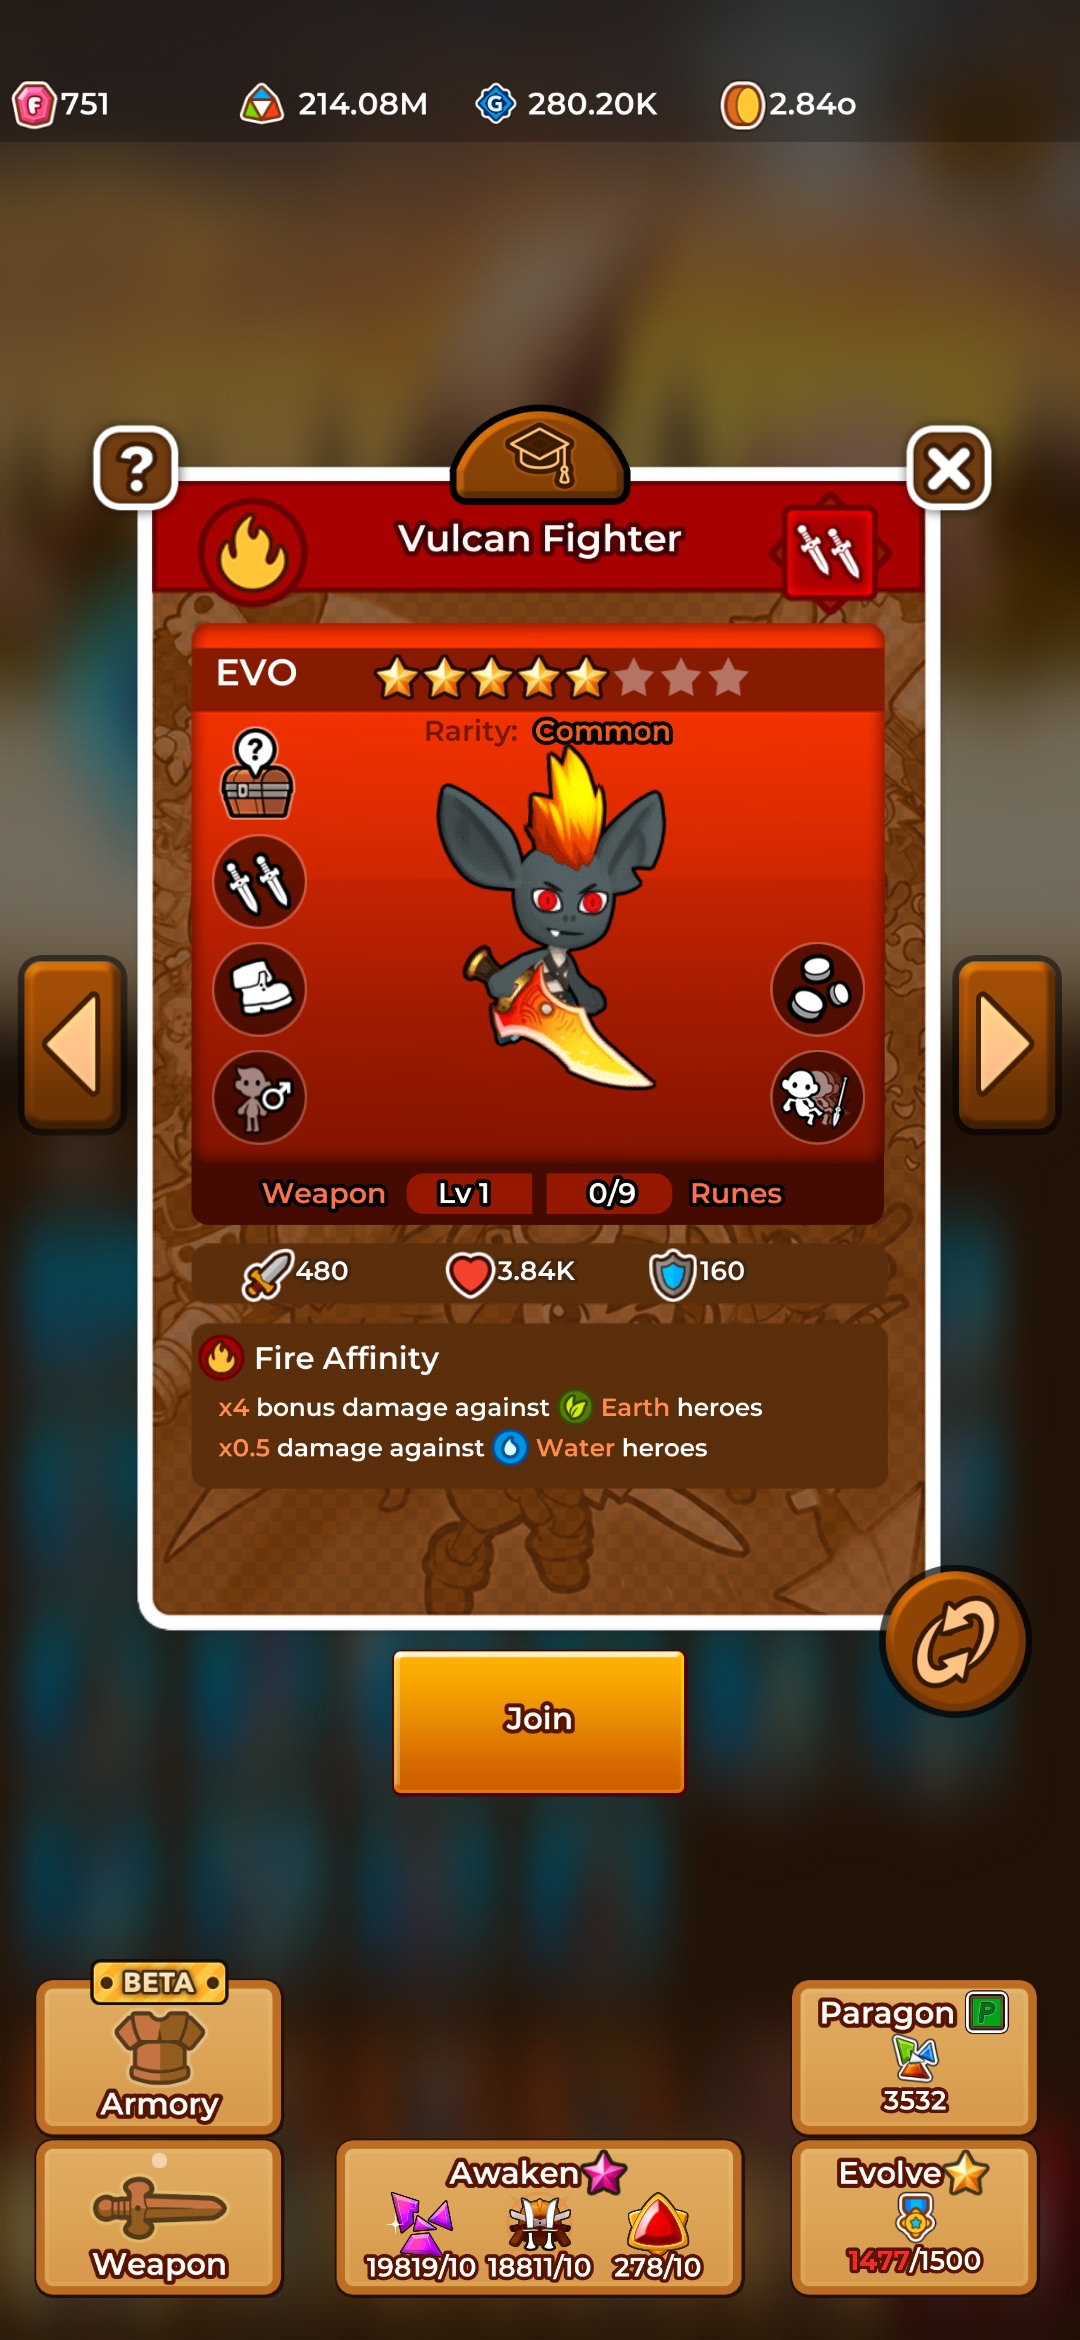 751 214.08M 280.20K 2.84o
?
Vulcan Fighter
EVO
Rarity: Common
?
Weapon Lv 1 0/9 Runes
480 3.84K 160
Fire Affinity
x4 bonus damage against Earth heroes
x0.5 damage against Water heroes
Join
BETA
Armory
Paragon P
3532
Weapon
Awaken
19819/10 18811/10 278/10
Evolve
1477/1500